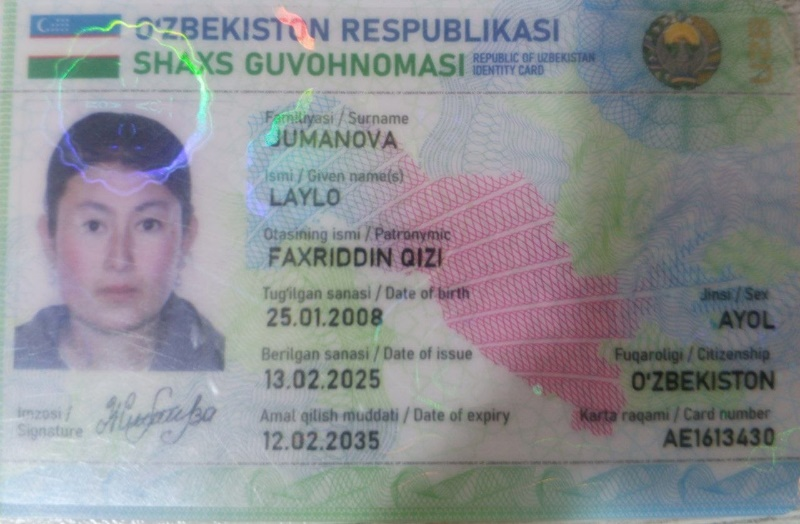 O'ZBEKISTON RESPUBLIKASI
SHAXS GUVOHNOMASI REPUBLIC OF UZBEKISTAN
IDENTITY CARD
Familiyasi / Surname
JUMANOVA
Ismi / Given name(s)
LAYLO
Otasining ismi / Patronymic
FAXRIDDIN QIZI
Tug'ilgan sanasi / Date of birth
25.01.2008
Jinsi / Sex
AYOL
Berilgan sanasi / Date of issue
13.02.2025
Fuqaroligi / Citizenship
O'ZBEKISTON
Imzosi /
Signature
Amal qilish muddati / Date of expiry
12.02.2035
Karta raqami / Card number
AE1613430